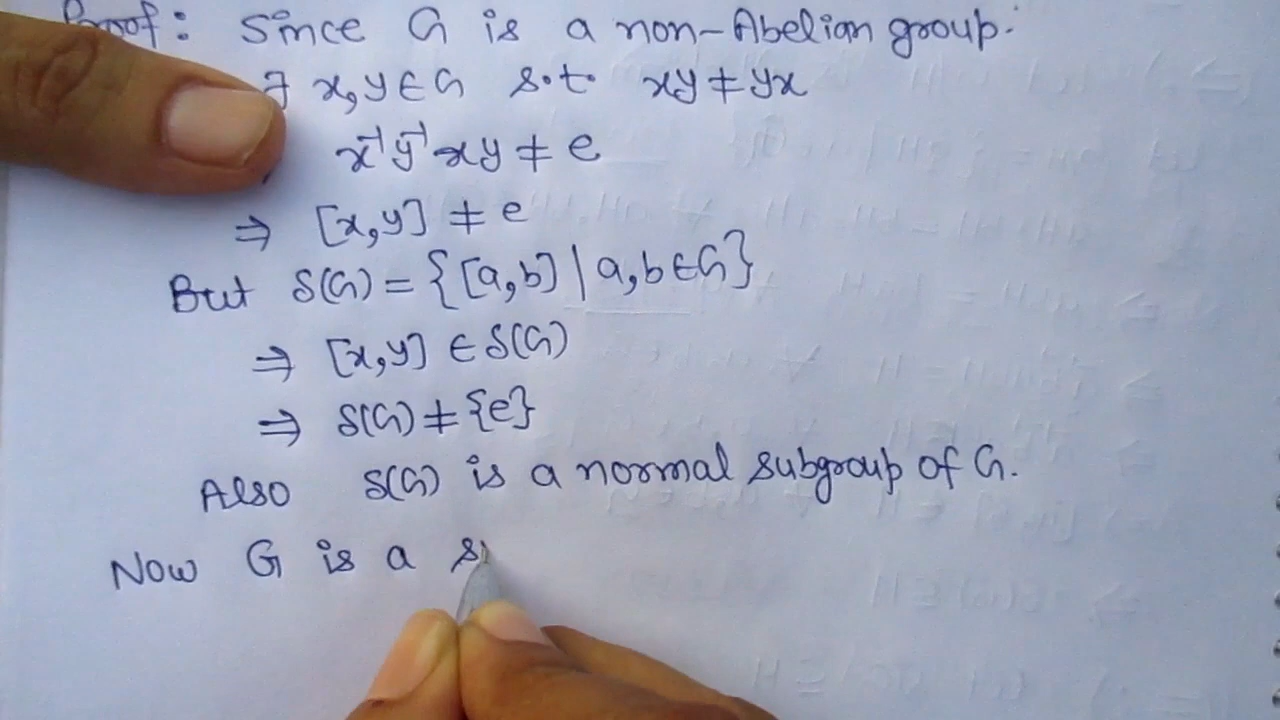 Proof: Since G is a non-Abelian group.
∃ x,y∈G s.t. xy≠yx
x⁻¹y⁻¹xy≠e
⇒ [x,y] ≠ e
But δ(G) = {[a,b] | a,b∈G}
⇒ [x,y] ∈ δ(G)
⇒ δ(G) ≠ {e}
Also δ(G) is a normal subgroup of G.
Now G is a